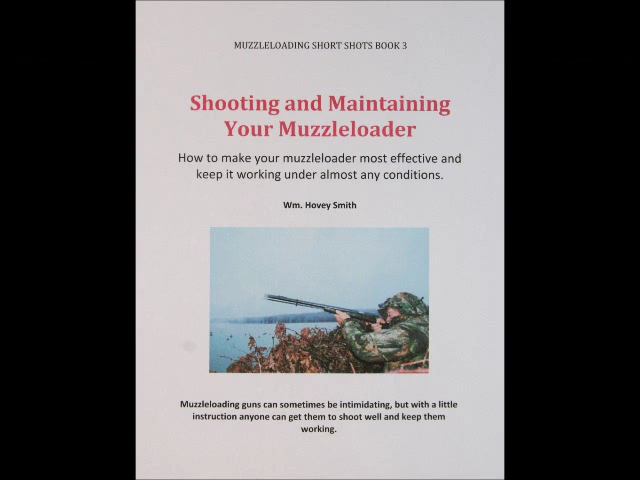 MUZZLELOADING SHORT SHOTS BOOK 3
Shooting and Maintaining
Your Muzzleloader
How to make your muzzleloader most effective and
keep it working under almost any conditions.
Wm. Hovey Smith
Muzzleloading guns can sometimes be intimidating, but with a little
instruction anyone can get them to shoot well and keep them
working.